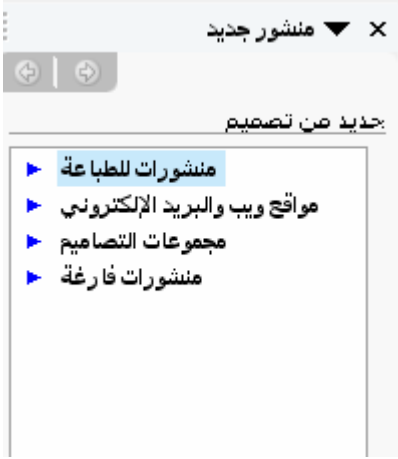 منشور جديد
جديد من تصميم
منشورات للطباعة
مواقع ويب والبريد الإلكتروني
مجموعات التصاميم
منشورات فارغة